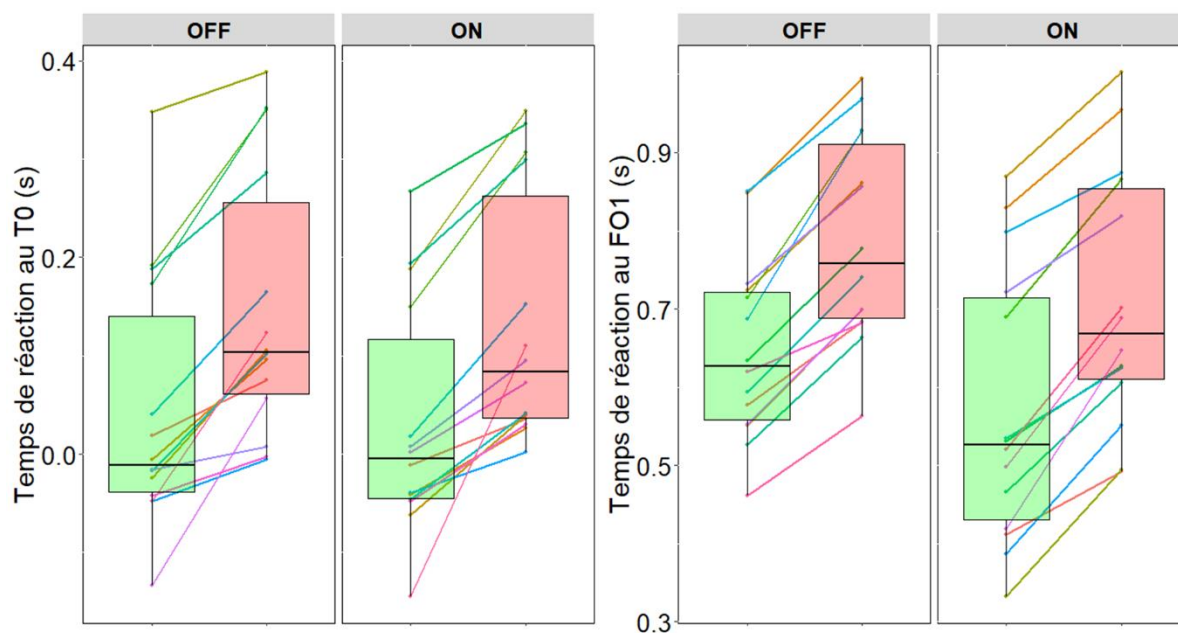 OFF
ON
OFF
ON
Temps de réaction au T0 (s)
0.4
0.2
0.0
Temps de réaction au FO1 (s)
0.9
0.7
0.5
0.3